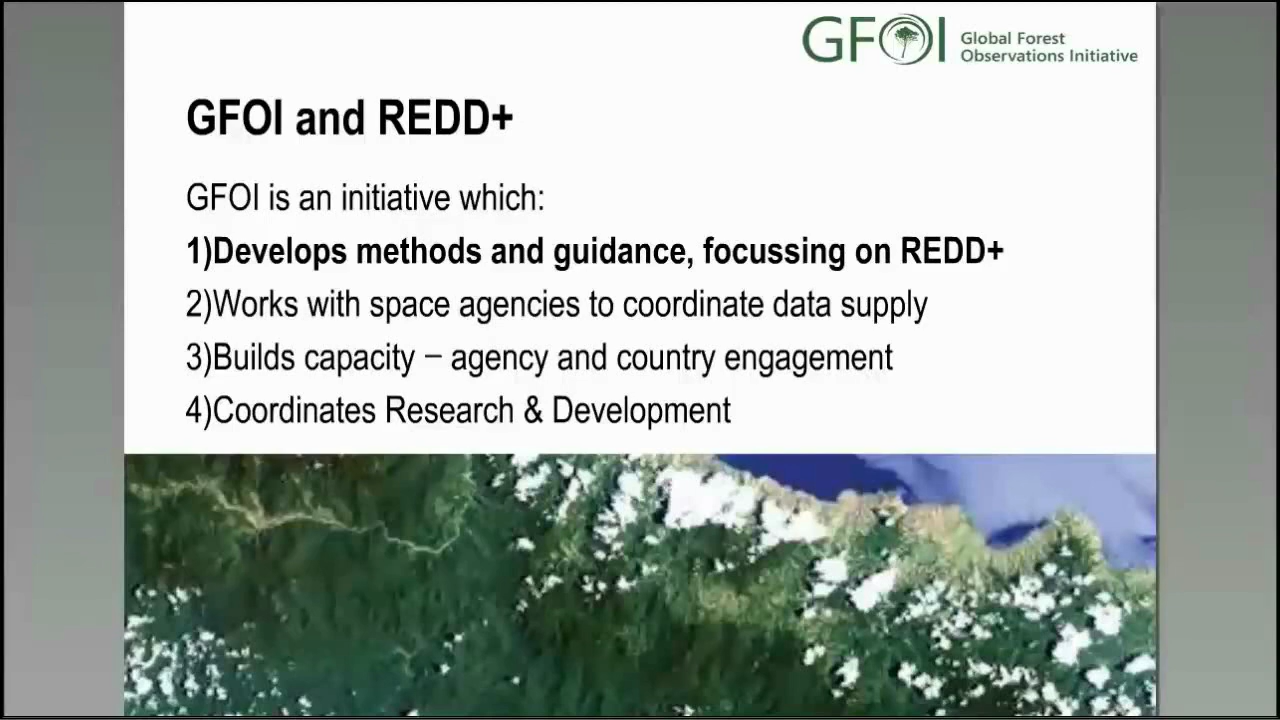 GFOI
Global Forest
Observations Initiative
GFOI and REDD+
GFOI is an initiative which:
1)Develops methods and guidance, focussing on REDD+
2)Works with space agencies to coordinate data supply
3)Builds capacity – agency and country engagement
4)Coordinates Research & Development